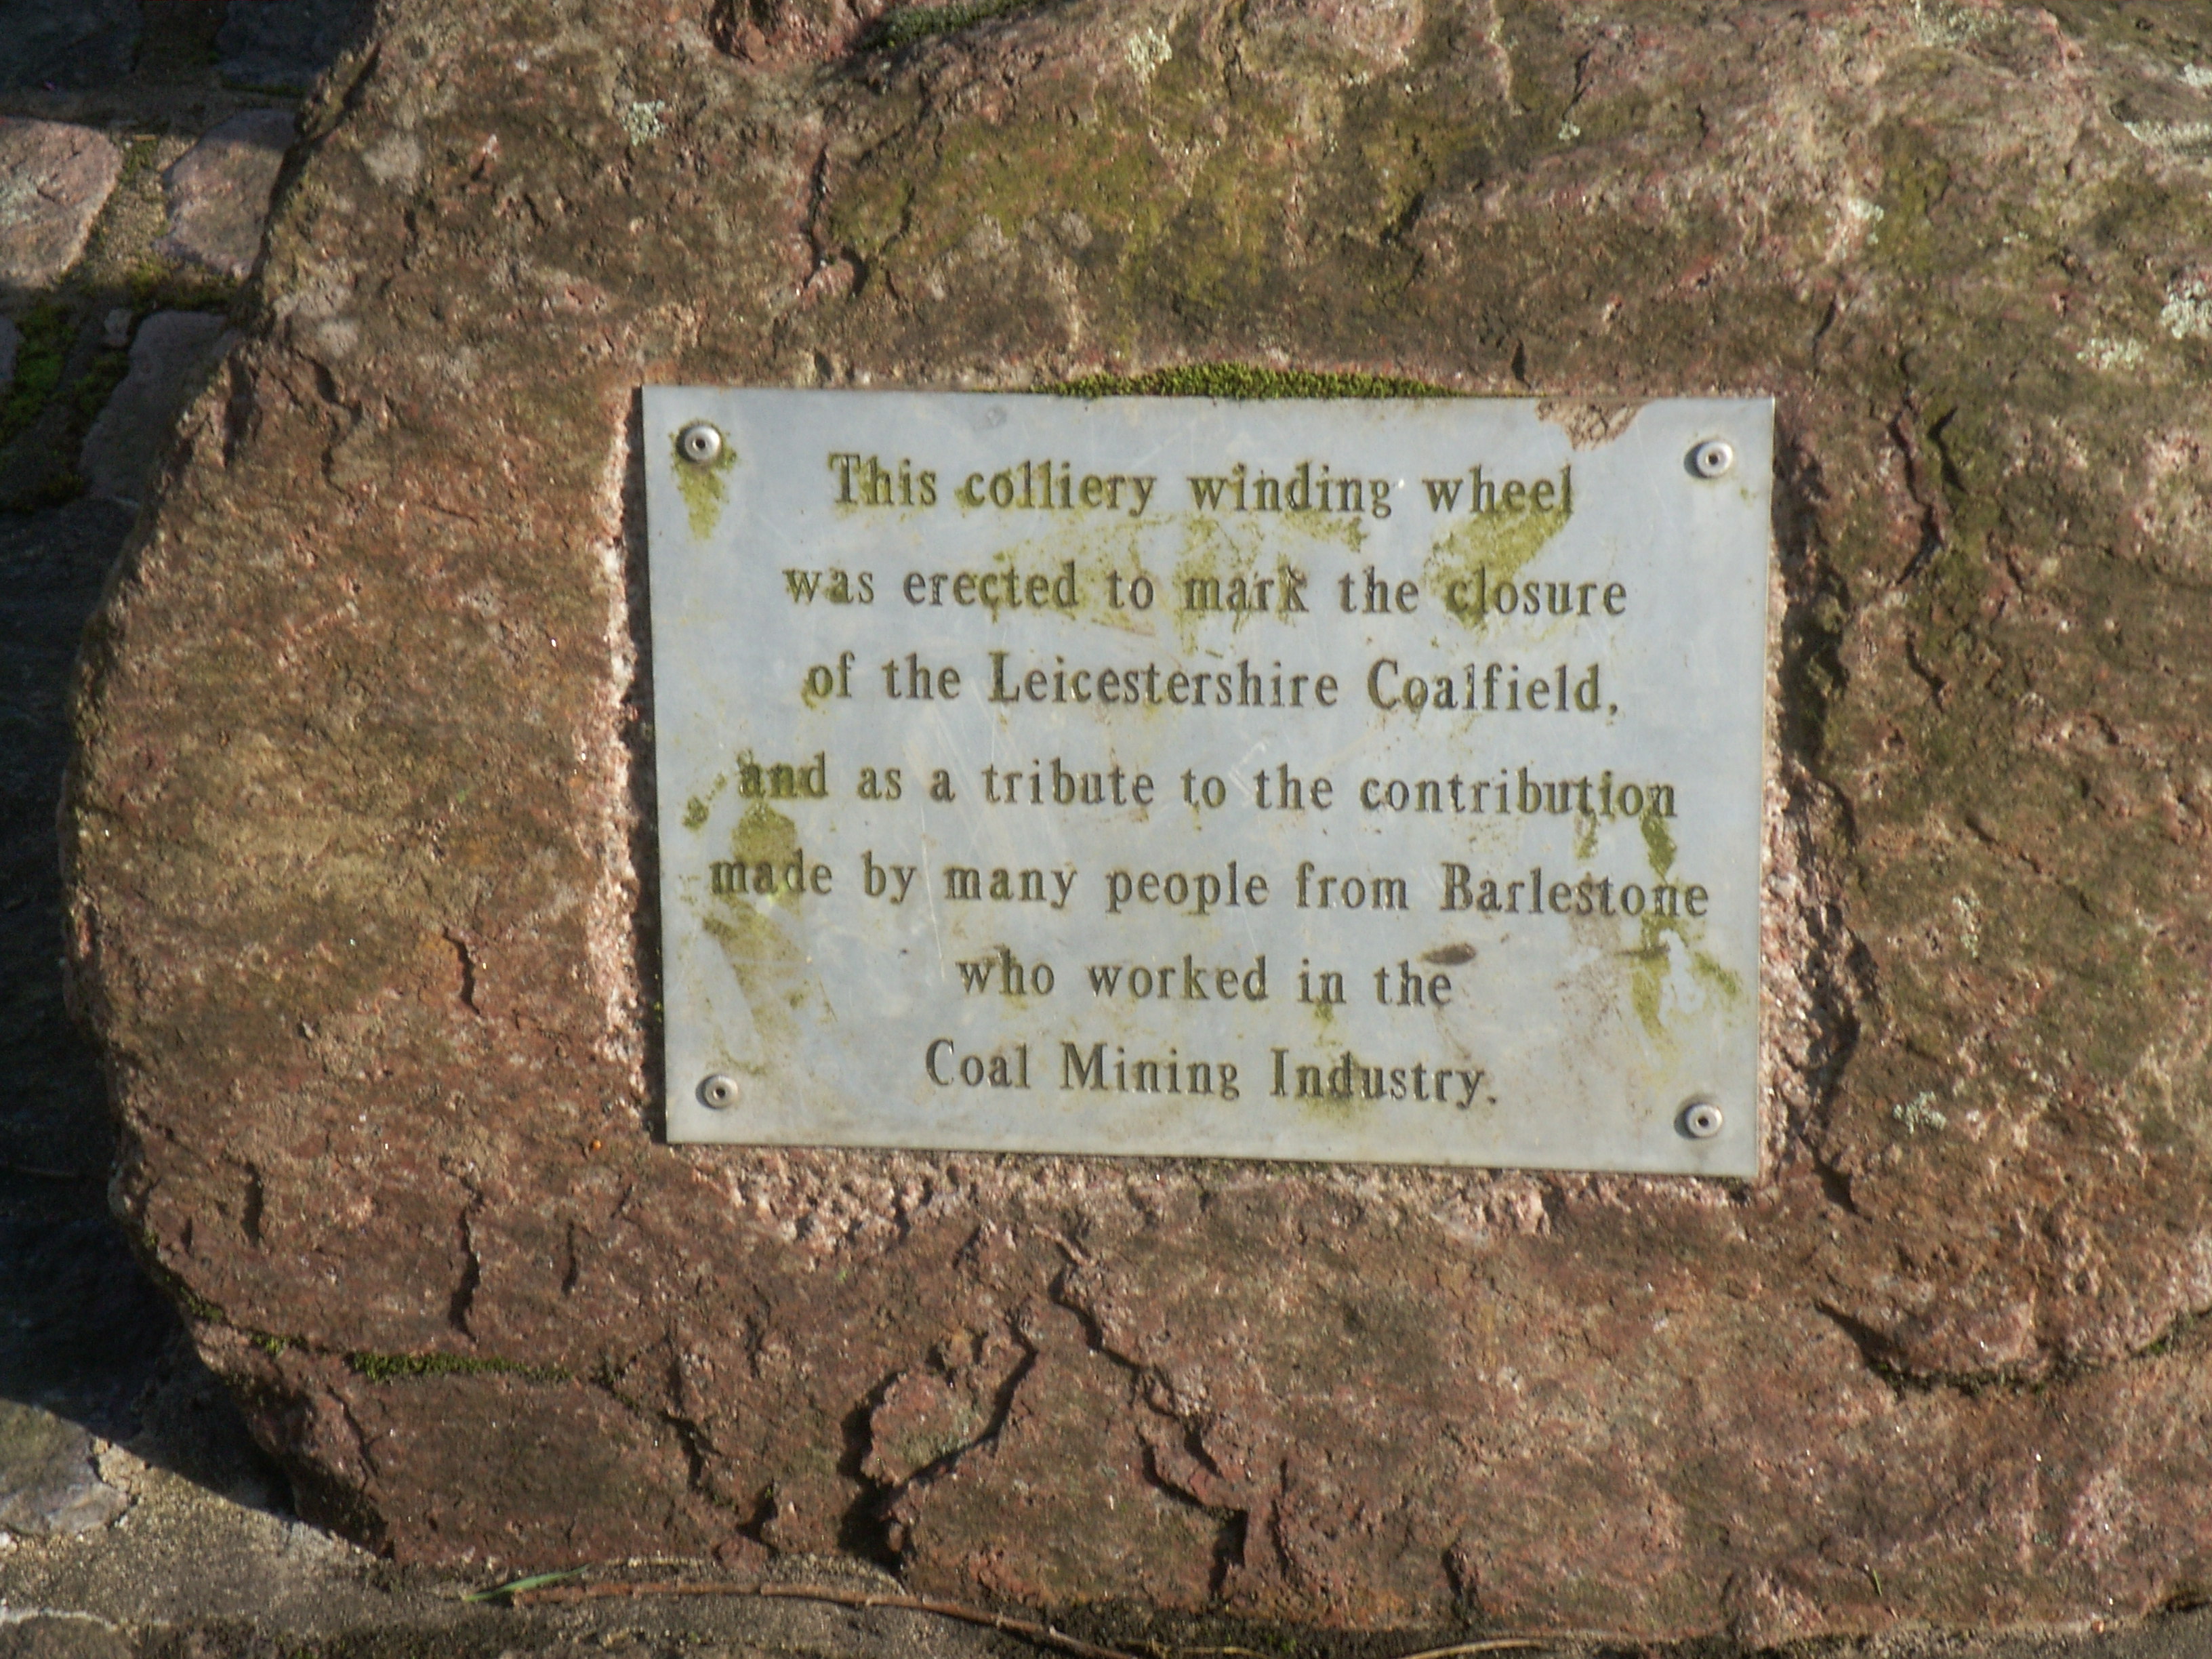 This colliery winding wheel
was erected to mark the closure
of the Leicestershire Coalfield,
and as a tribute to the contribution
made by many people from Barlestone
who worked in the
Coal Mining Industry.